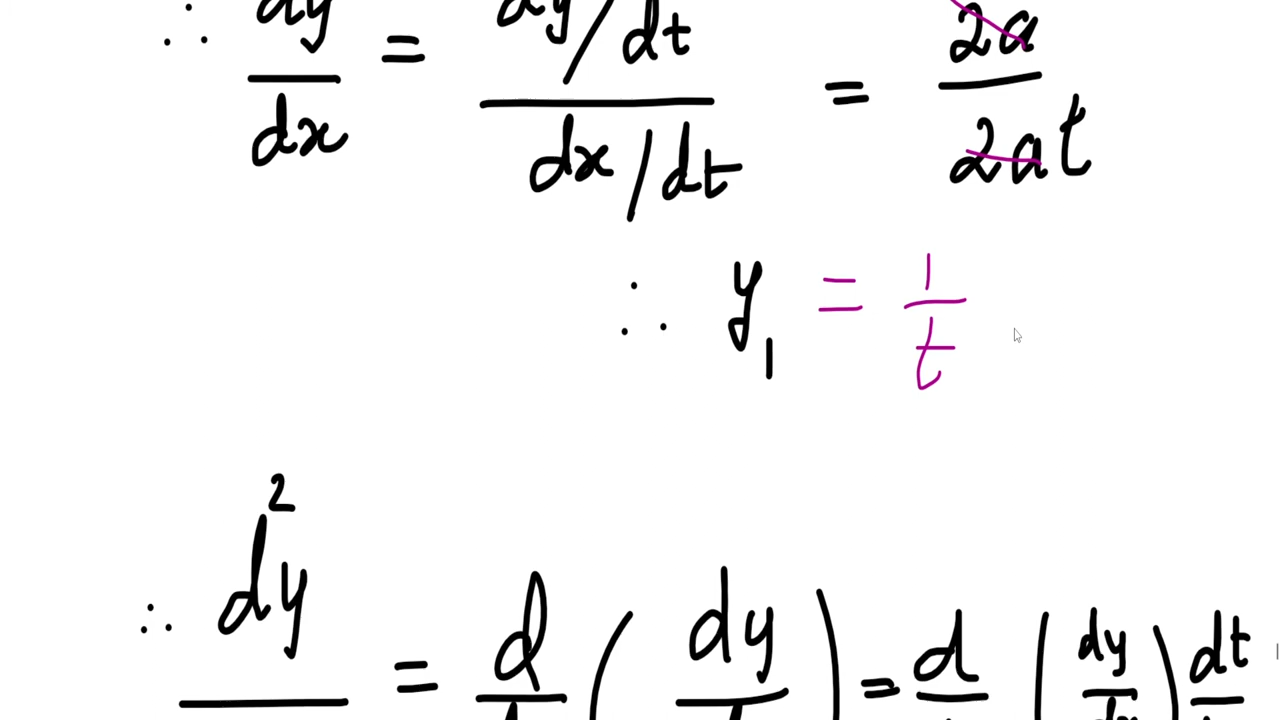 ∴ dy/dx = (dy/dt)/(dx/dt) = 2a/2at
∴ y₁ = 1/t
∴ d²y = d ( dy ) = d ( dy/dx ) dt